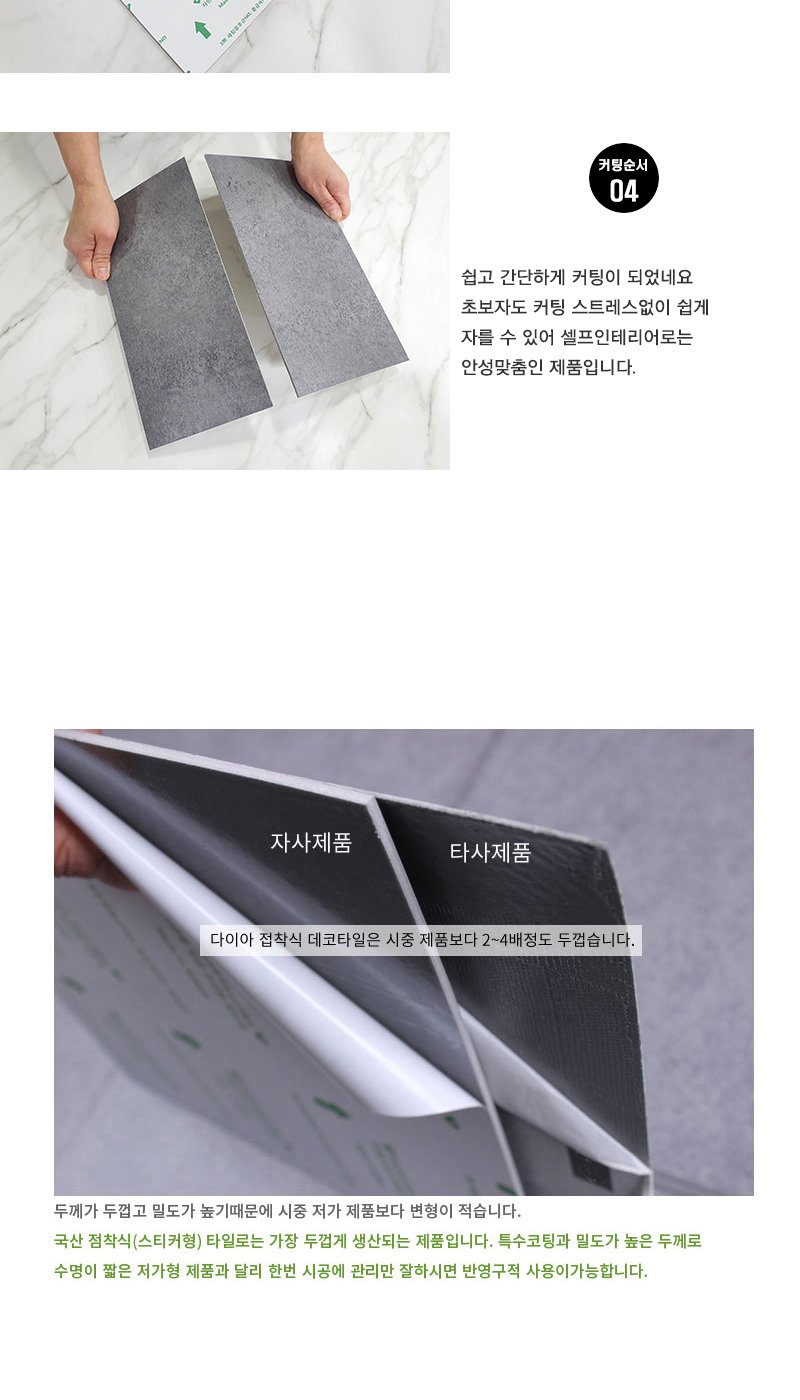 커팅순서
04
쉽고 간단하게 커팅이 되었네요
초보자도 커팅 스트레스없이 쉽게
자를 수 있어 셀프인테리어로는
안성맞춤인 제품입니다.
자사제품
타사제품
다이아 접착식 데코타일은 시중 제품보다 2~4배정도 두껍습니다.
두께가 두껍고 밀도가 높기때문에 시중 저가 제품보다 변형이 적습니다.
국산 점착식(스티커형) 타일로는 가장 두껍게 생산되는 제품입니다. 특수코팅과 밀도가 높은 두께로
수명이 짧은 저가형 제품과 달리 한번 시공에 관리만 잘하시면 반영구적 사용이가능합니다.